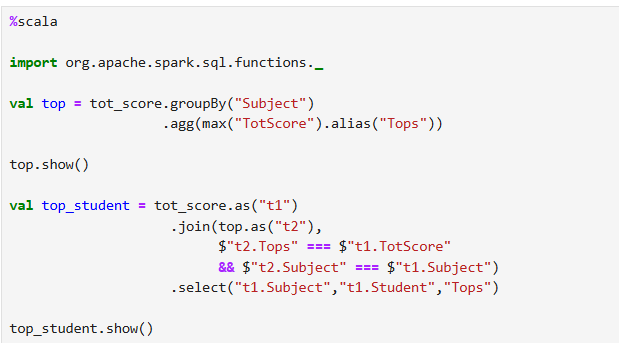 %scala
import org.apache.spark.sql.functions._
val top = tot_score.groupBy("Subject")
.agg(max("TotScore").alias("Tops"))
top.show()
val top_student = tot_score.as("t1")
.join(top.as("t2"),
$"t2.Tops" === $"t1.TotScore"
&& $"t2.Subject" === $"t1.Subject")
.select("t1.Subject","t1.Student","Tops")
top_student.show()